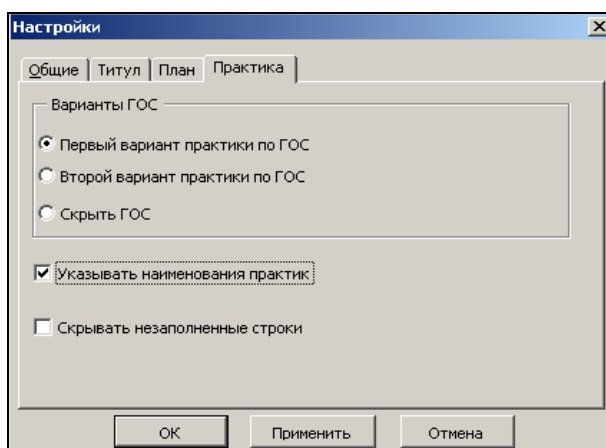 Настройки
Общие
Титул
План
Практика
Варианты ГОС
Первый вариант практики по ГОС
Второй вариант практики по ГОС
Скрыть ГОС
Указывать наименования практик
Скрывать незаполненные строки
ОК
Применить
Отмена